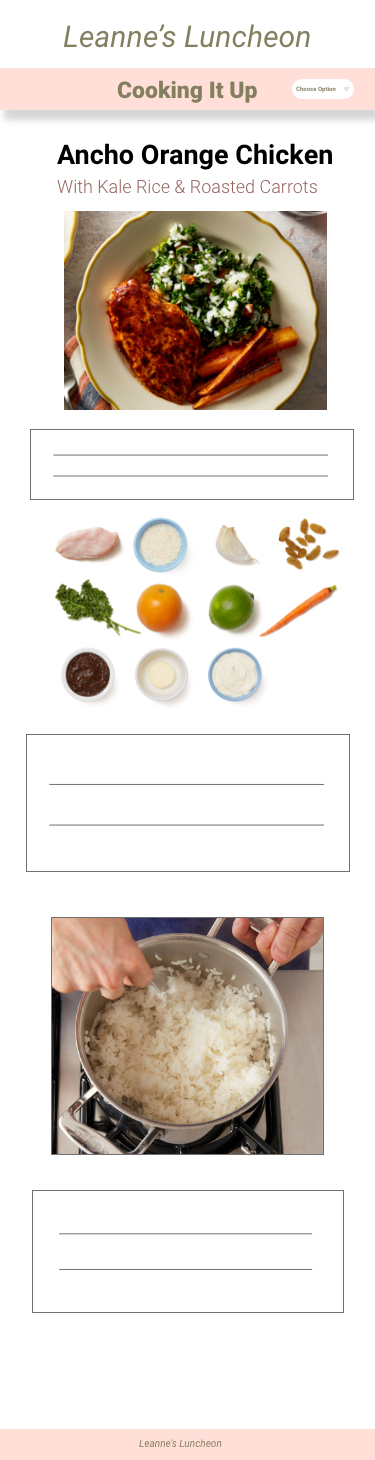 Leanne’s Luncheon
Cooking It Up
Choose Option
Ancho Orange Chicken
With Kale Rice & Roasted Carrots
Leanne's Luncheon